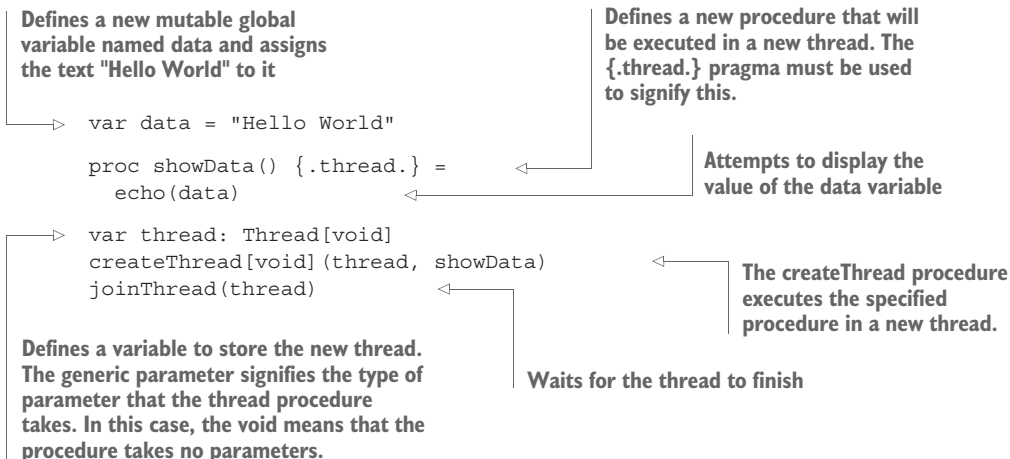 Defines a new mutable global
variable named data and assigns
the text "Hello World" to it
Defines a new procedure that will
be executed in a new thread. The
{.thread.} pragma must be used
to signify this.
var data = "Hello World"
proc showData() {.thread.} =
  echo(data)
Attempts to display the
value of the data variable
var thread: Thread[void]
createThread[void](thread, showData)
joinThread(thread)
The createThread procedure
executes the specified
procedure in a new thread.
Defines a variable to store the new thread.
The generic parameter signifies the type of
parameter that the thread procedure
takes. In this case, the void means that the
procedure takes no parameters.
Waits for the thread to finish